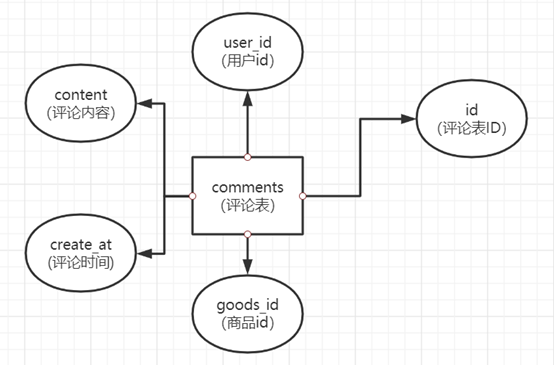 user_id
(用户id)
content
(评论内容)
id
(评论表ID)
comments
(评论表)
create_at
(评论时间)
goods_id
(商品id)